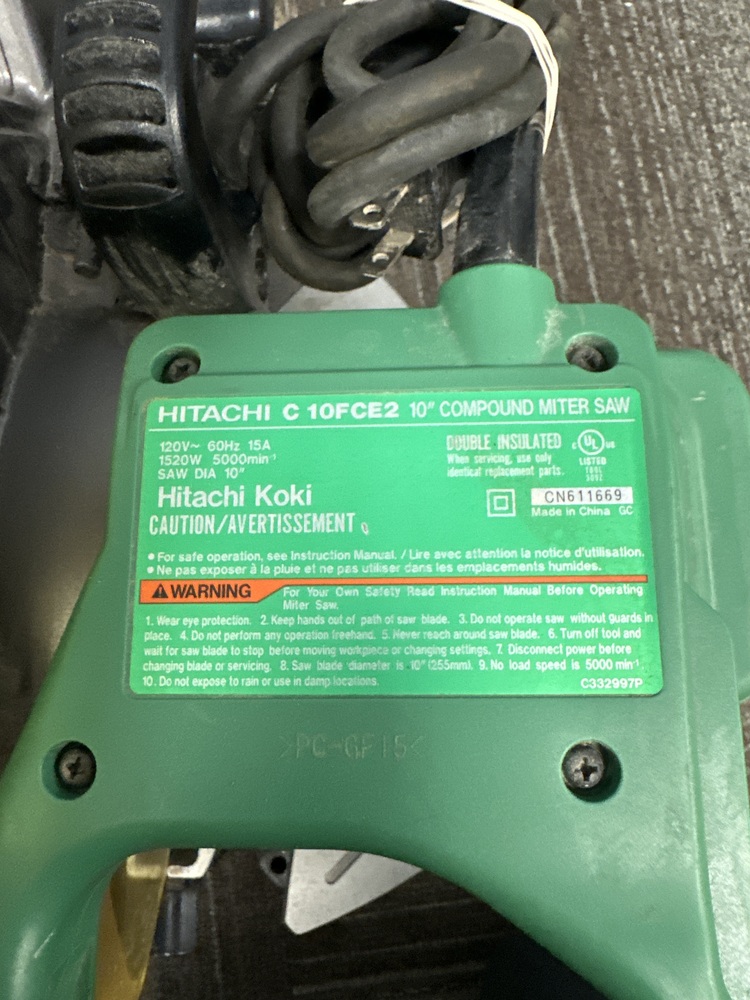 HITACHI C 10FCE2 10" COMPOUND MITER SAW
120V~ 60Hz 15A
1520W 5000min⁻¹
SAW DIA 10"
DOUBLE INSULATED
When servicing, use only
identical replacement parts.
C UL US
LISTED
TOOL
Hitachi Koki
CN611669
Made in China GC
CAUTION/AVERTISSEMENT
• For safe operation, see Instruction Manual. / Lire avec attention la notice d'utilisation.
• Ne pas exposer à la pluie et ne pas utiliser dans les emplacements humides.
WARNING
For Your Own Safety Read Instruction Manual Before Operating
Miter Saw.
1. Wear eye protection. 2. Keep hands out of path of saw blade. 3. Do not operate saw without guards in
place. 4. Do not perform any operation freehand. 5. Never reach around saw blade. 6. Turn off tool and
wait for saw blade to stop before moving workpiece or changing settings. 7. Disconnect power before
changing blade or servicing. 8. Saw blade diameter is 10" (255mm). 9. No load speed is 5000 min⁻¹
10. Do not expose to rain or use in damp locations.
C332997P
>PC-GF15<